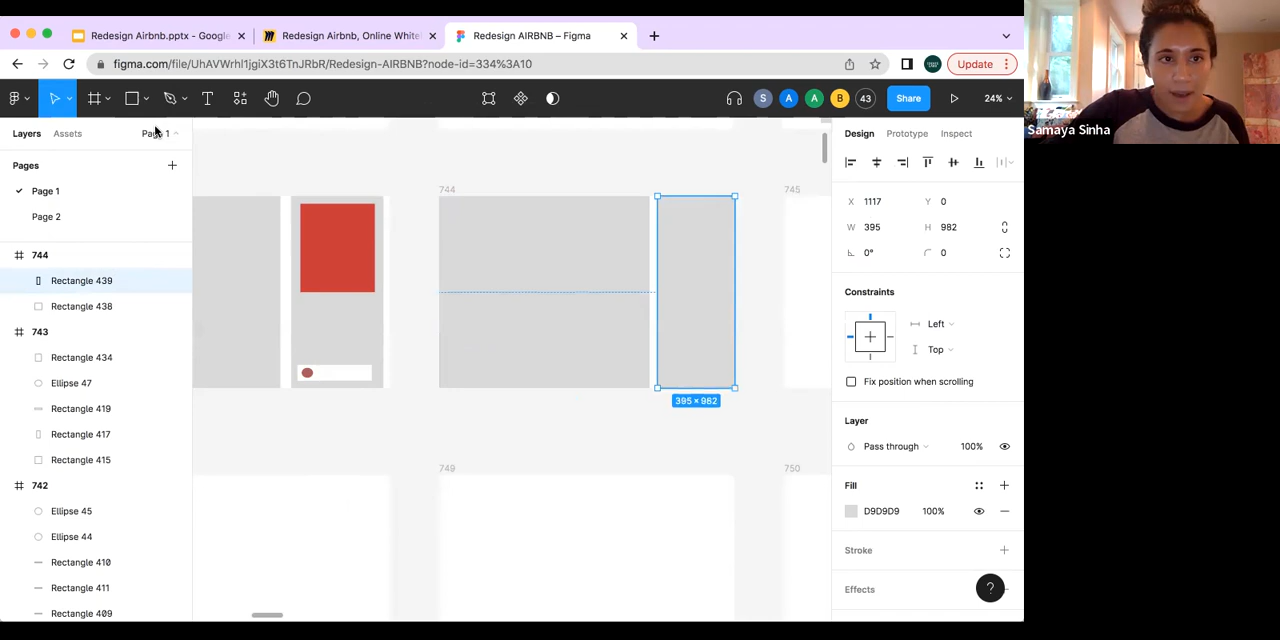 Redesign Airbnb.pptx - Google
Redesign Airbnb, Online White
Redesign AIRBNB – Figma
figma.com/file/UhAVWrhl1jgiX3t6TnJRbR/Redesign-AIRBNB?node-id=334%3A10
Update
S
A
A
B
43
Share
24%
Layers
Assets
Page 1
Pages
Page 1
Page 2
744
Rectangle 439
Rectangle 438
743
Rectangle 434
Ellipse 47
Rectangle 419
Rectangle 417
Rectangle 415
742
Ellipse 45
Ellipse 44
Rectangle 410
Rectangle 411
Rectangle 409
744
745
395 × 982
749
750
Design
Prototype
Inspect
X 1117
Y 0
W 395
H 982
0°
0
Constraints
Left
Top
Fix position when scrolling
Layer
Pass through
100%
Fill
D9D9D9
100%
Stroke
Effects
?
Samaya Sinha